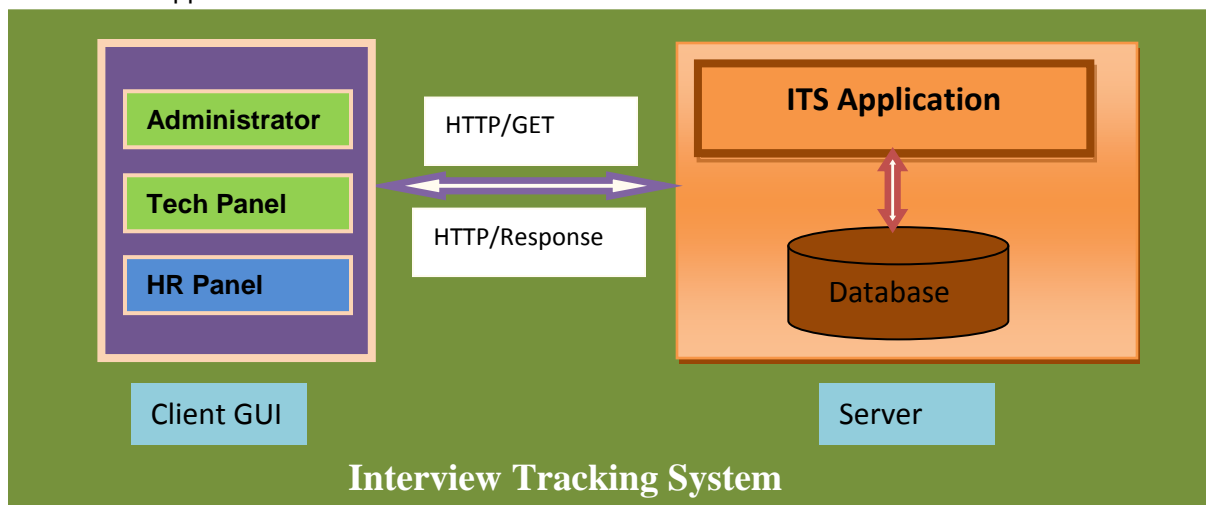 Administrator
Tech Panel
HR Panel
HTTP/GET
HTTP/Response
ITS Application
Database
Client GUI
Server
Interview Tracking System